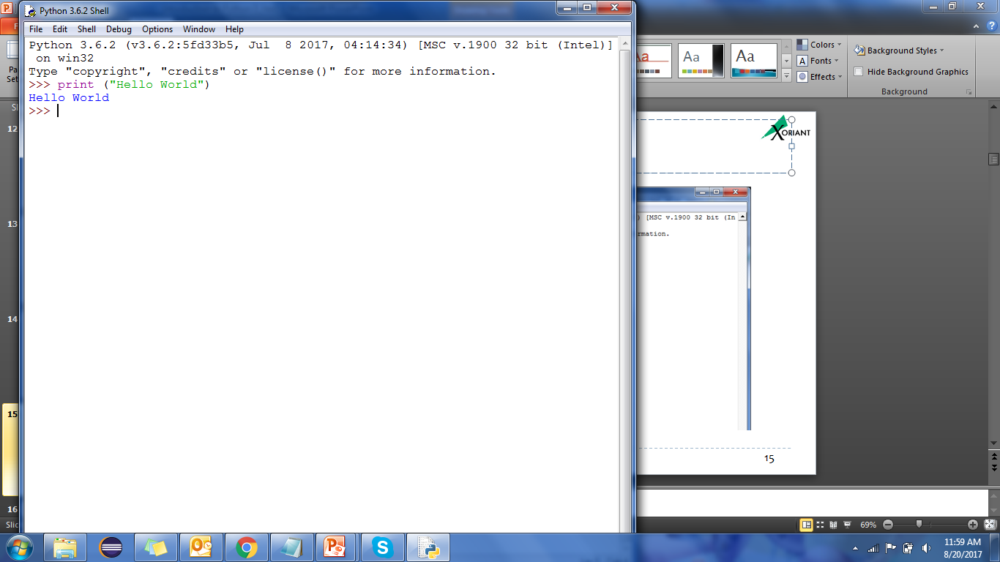 Python 3.6.2 Shell
File Edit Shell Debug Options Window Help
Python 3.6.2 (v3.6.2:5fd33b5, Jul  8 2017, 04:14:34) [MSC v.1900 32 bit (Intel)]
 on win32
Type "copyright", "credits" or "license()" for more information.
>>> print ("Hello World")
Hello World
>>>
Aa
Aa
Aa
Colors
Fonts
Effects
Background Styles
Hide Background Graphics
Background
12
13
14
15
16
XORIANT
) [MSC v.1900 32 bit (In
rmation.
15
69%
11:59 AM
8/20/2017